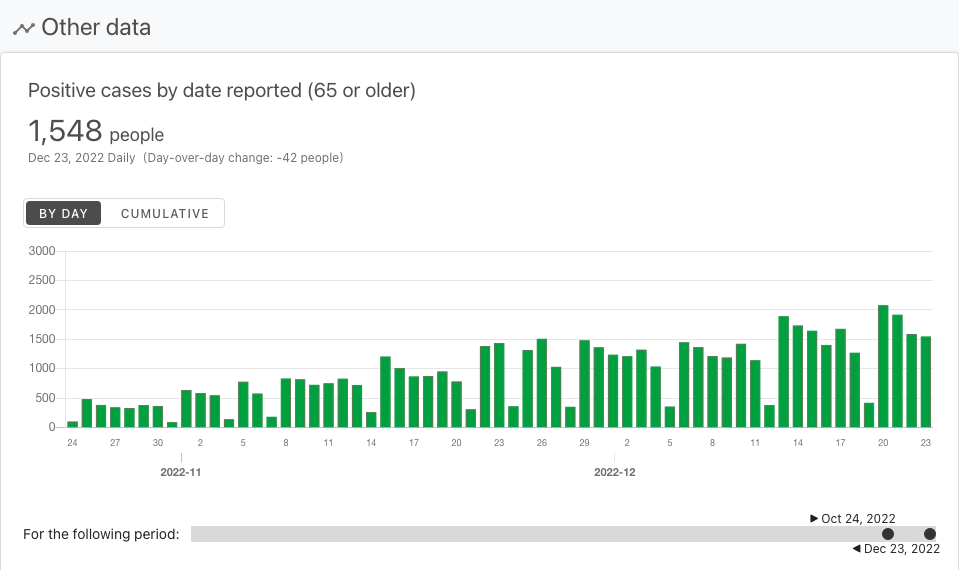 Other data
Positive cases by date reported (65 or older)
1,548 people
Dec 23, 2022 Daily (Day-over-day change: -42 people)
BY DAY CUMULATIVE
3000
2500
2000
1500
1000
500
0
24 27 30 2 5 8 11 14 17 20 23 26 29 2 5 8 11 14 17 20 23
2022-11 2022-12
Oct 24, 2022
For the following period:
Dec 23, 2022